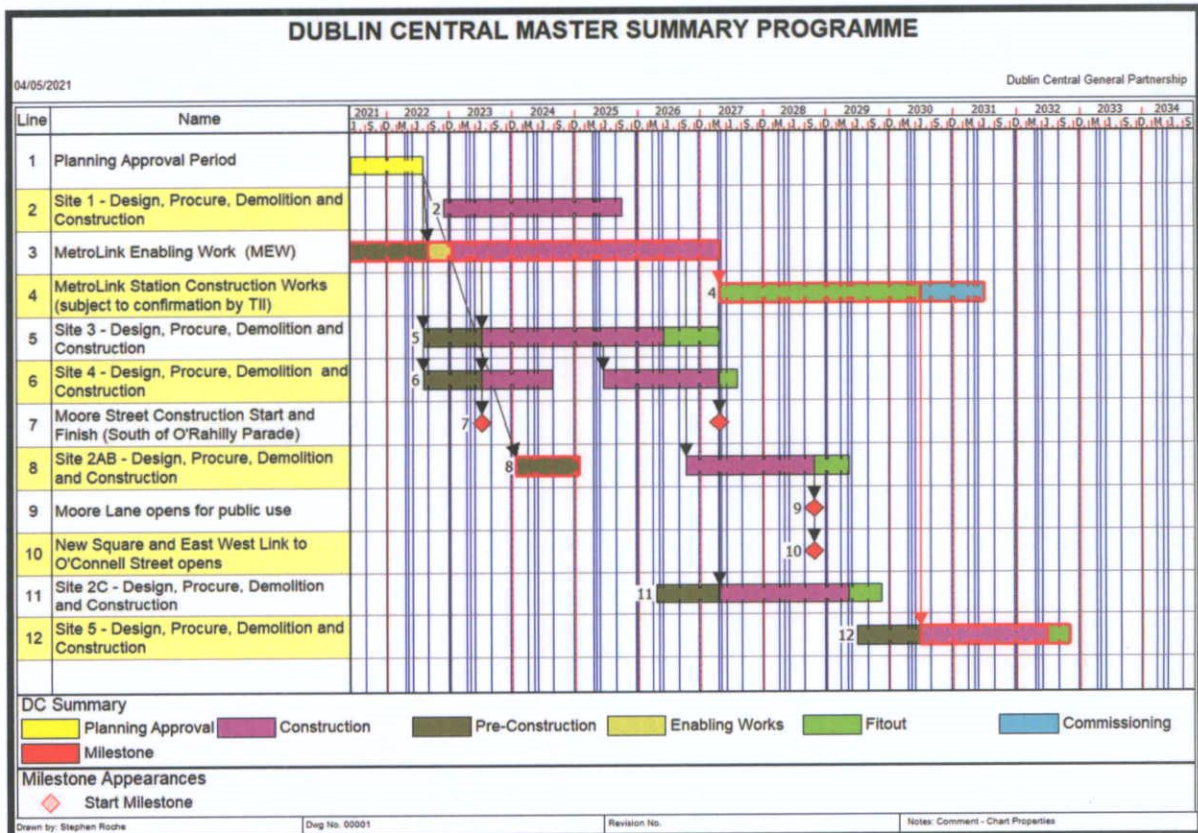 DUBLIN CENTRAL MASTER SUMMARY PROGRAMME
04/05/2021
Dublin Central General Partnership
Line Name 2021 2022 2023 2024 2025 2026 2027 2028 2029 2030 2031 2032 2033 2034
1 Planning Approval Period
2 Site 1 - Design, Procure, Demolition and
Construction
2
3 MetroLink Enabling Work (MEW)
4 MetroLink Station Construction Works
(subject to confirmation by TII)
4
5 Site 3 - Design, Procure, Demolition and
Construction
5
6 Site 4 - Design, Procure, Demolition and
Construction
6
7 Moore Street Construction Start and
Finish (South of O'Rahilly Parade)
7
8 Site 2AB - Design, Procure, Demolition
and Construction
8
9 Moore Lane opens for public use
9
10 New Square and East West Link to
O'Connell Street opens
10
11 Site 2C - Design, Procure, Demolition
and Construction
11
12 Site 5 - Design, Procure, Demolition and
Construction
12
DC Summary
Planning Approval Construction Pre-Construction Enabling Works Fitout Commissioning
Milestone
Milestone Appearances
Start Milestone
Drawn by: Stephen Roche Dwg No. 00001 Revision No. Notes: Comment - Chart Properties